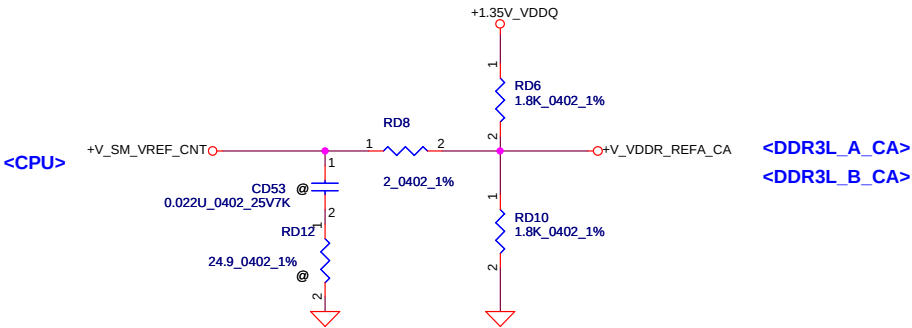 +1.35V_VDDQ
1
RD6
1.8K_0402_1%
2
RD8
+V_SM_VREF_CNT
1
2
+V_VDDR_REFA_CA
<DDR3L_A_CA>
<CPU>
1
2_0402_1%
<DDR3L_B_CA>
CD53
@
0.022U_0402_25V7K
2
1
RD10
1.8K_0402_1%
1
RD12
24.9_0402_1%
@
2
2